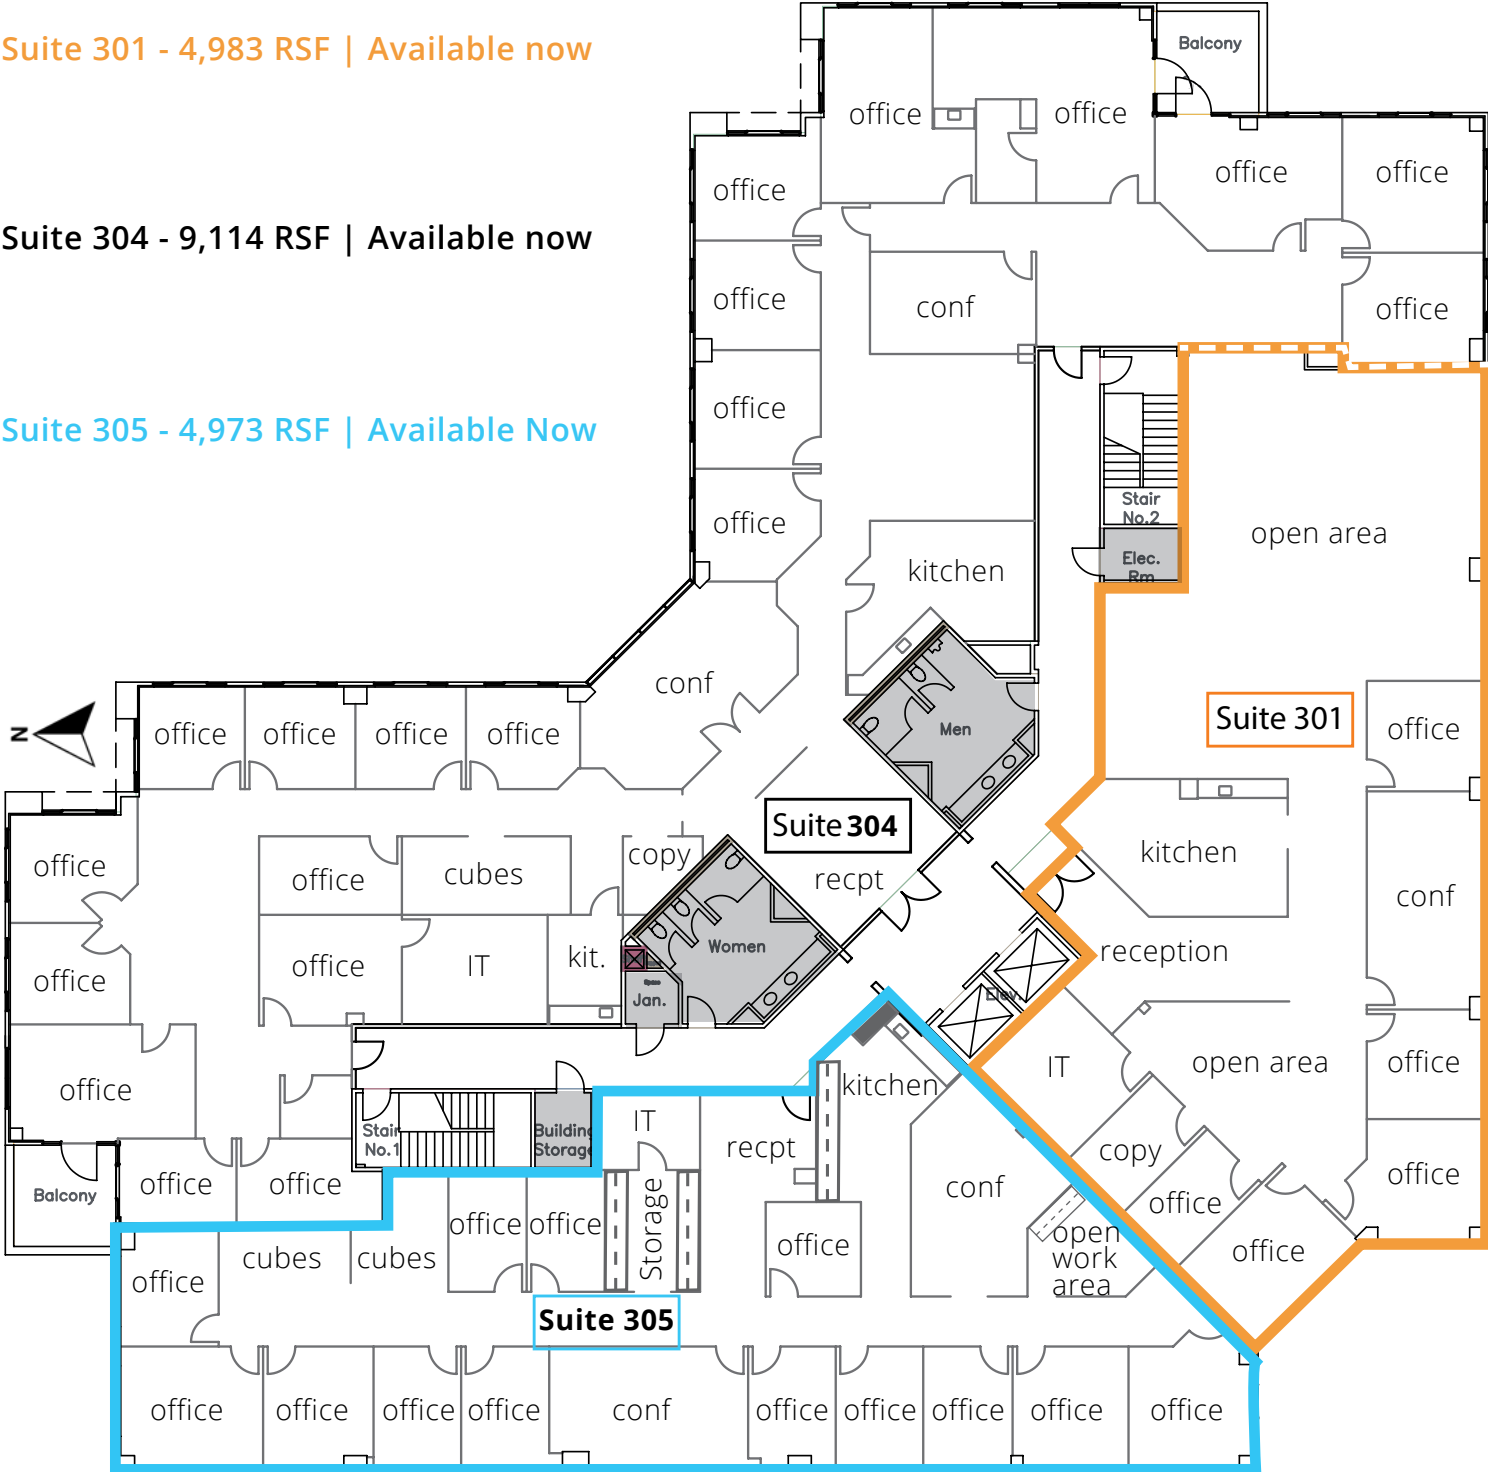 Suite 301 - 4,983 RSF | Available now
Suite 304 - 9,114 RSF | Available now
Suite 305 - 4,973 RSF | Available Now
Balcony
office
office
office
office
office
office
conf
office
office
office
Stair
No.2
office
open area
Elec.
Rm
kitchen
conf
N
office
office
office
office
Men
Suite 301
office
Suite 304
copy
recpt
kitchen
office
office
cubes
conf
Women
reception
office
office
IT
kit.
Jan.
Elev.
office
IT
open area
office
kitchen
Stair
No.1
Building
Storage
IT
recpt
copy
office
Balcony
office
office
conf
office
office
office
Storage
office
open
work
area
office
cubes
cubes
office
office
Suite 305
office
office
office
office
conf
office
office
office
office
office